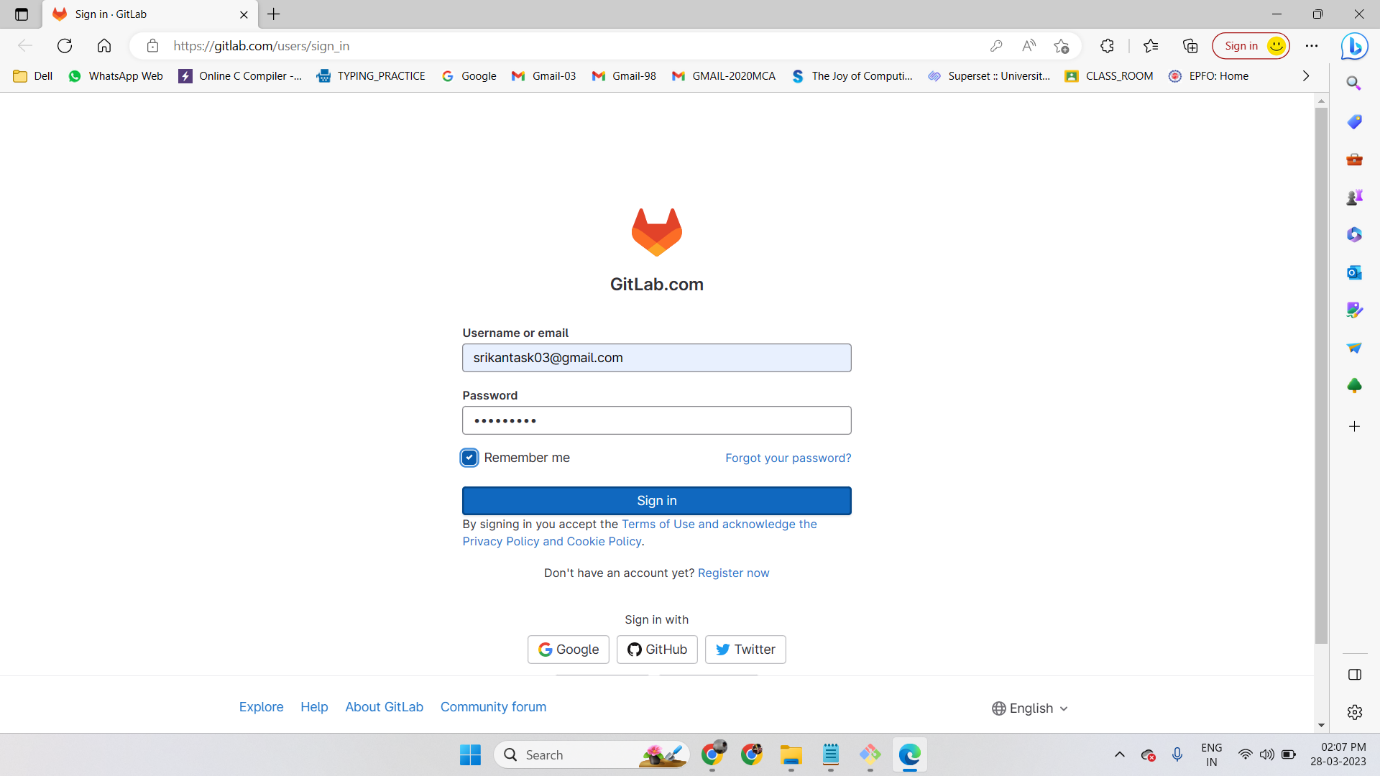 Sign in · GitLab
https://gitlab.com/users/sign_in
Sign in
Dell
WhatsApp Web
Online C Compiler -...
TYPING_PRACTICE
Google
Gmail-03
Gmail-98
GMAIL-2020MCA
The Joy of Computi...
Superset :: Universit...
CLASS_ROOM
EPFO: Home
GitLab.com
Username or email
srikantask03@gmail.com
Password
•••••••••
Remember me
Forgot your password?
Sign in
By signing in you accept the Terms of Use and acknowledge the
Privacy Policy and Cookie Policy.
Don't have an account yet? Register now
Sign in with
Google
GitHub
Twitter
Explore
Help
About GitLab
Community forum
English
Search
ENG
IN
02:07 PM
28-03-2023